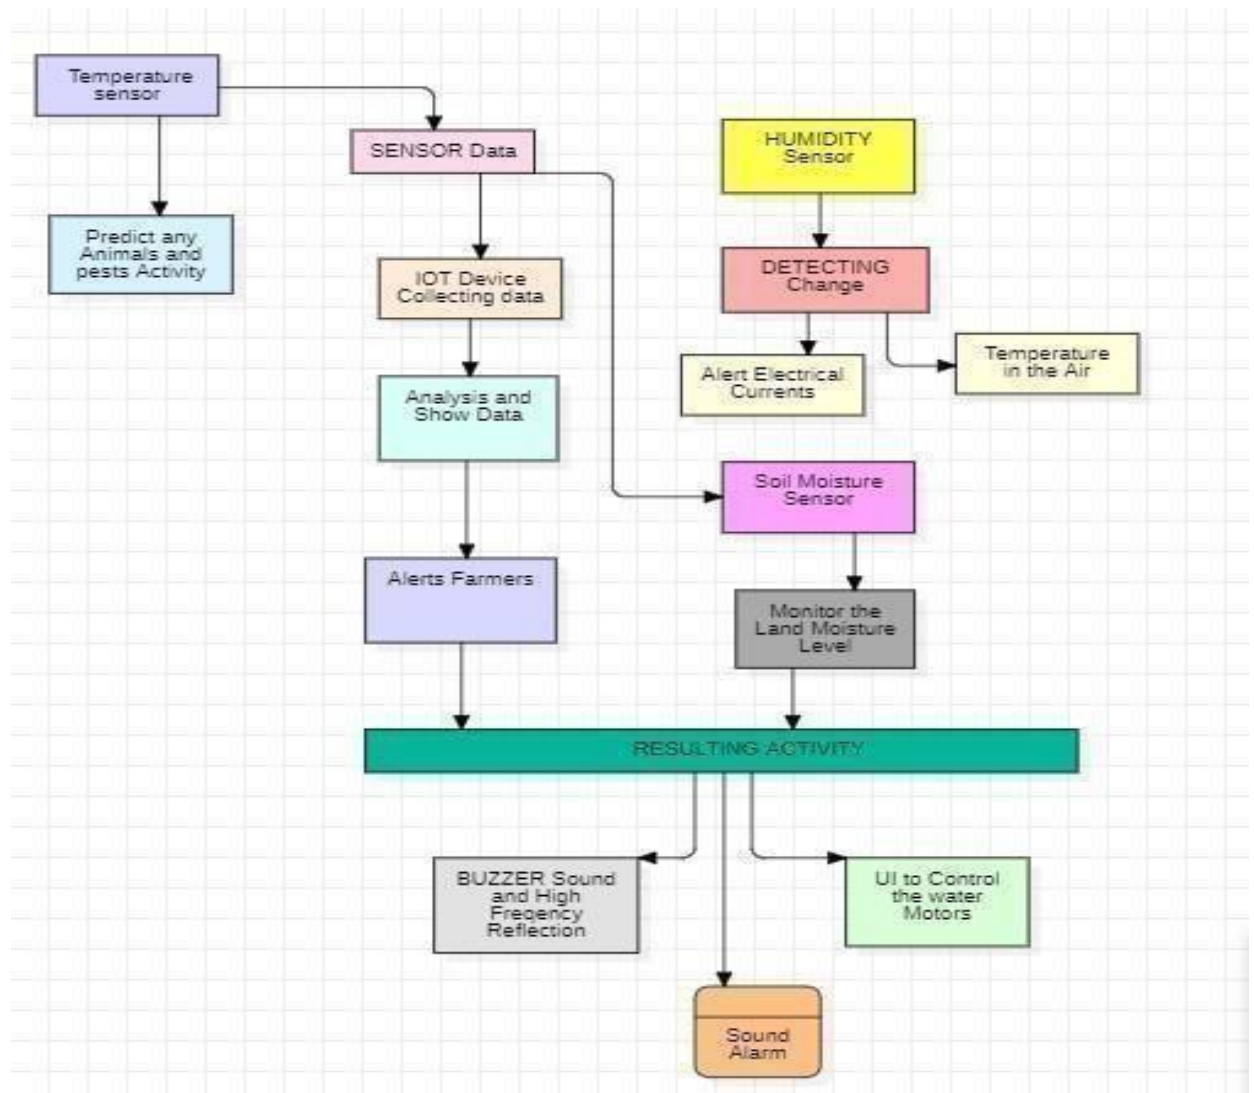 Temperature
sensor
SENSOR Data
HUMIDITY
Sensor
Predict any
Animals and
pests Activity
IOT Device
Collecting data
DETECTING
Change
Alert Electrical
Currents
Temperature
in the Air
Analysis and
Show Data
Soil Moisture
Sensor
Alerts Farmers
Monitor the
Land Moisture
Level
RESULTING ACTIVITY
BUZZER Sound
and High
Freqency
Reflection
UI to Control
the water
Motors
Sound
Alarm